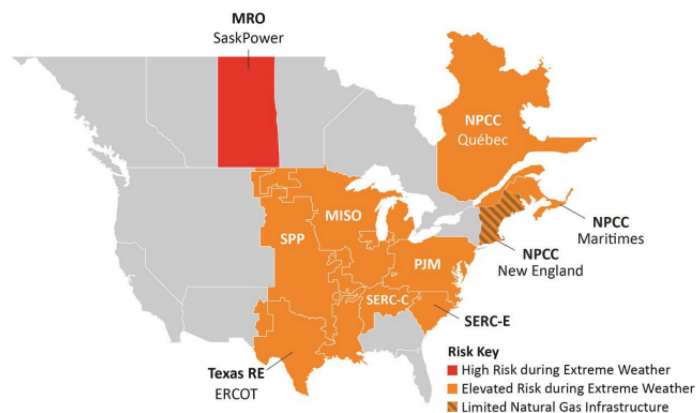 MRO
SaskPower
NPCC
Québec
MISO
SPP
NPCC
Maritimes
PJM
NPCC
New England
SERC-C
SERC-E
Texas RE
ERCOT
Risk Key
High Risk during Extreme Weather
Elevated Risk during Extreme Weather
Limited Natural Gas Infrastructure